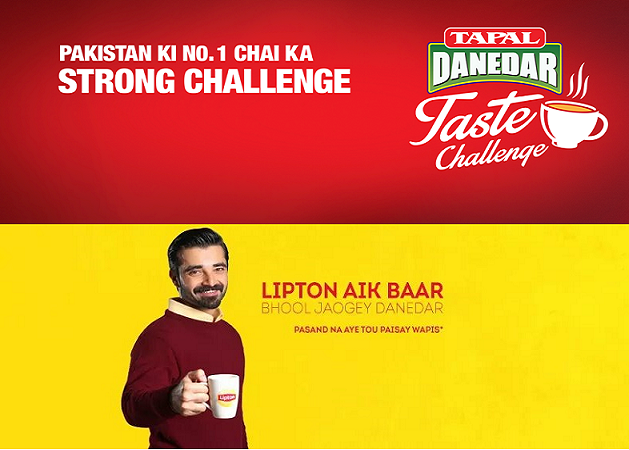 PAKISTAN KI NO.1 CHAI KA
STRONG CHALLENGE
TAPAL
DANEDAR
Taste
Challenge
LIPTON AIK BAAR
BHOOL JAOGEY DANEDAR
PASAND NA AYE TOU PAISAY WAPIS*
Lipton